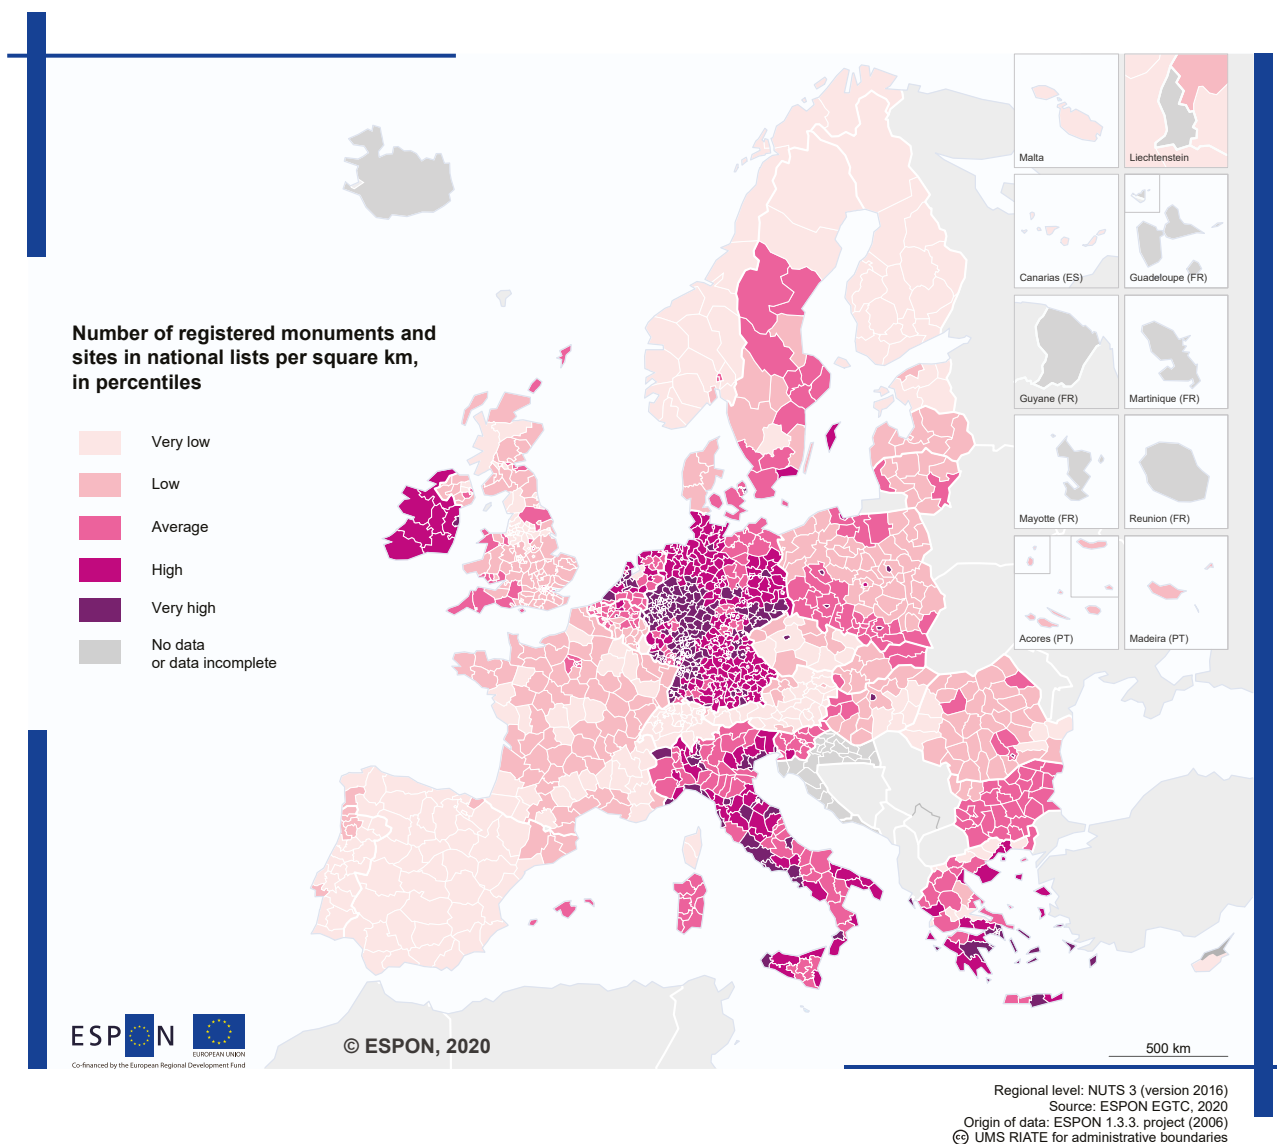 Number of registered monuments and
sites in national lists per square km,
in percentiles
Very low
Low
Average
High
Very high
No data
or data incomplete
Malta
Liechtenstein
Canarias (ES)
Guadeloupe (FR)
Guyane (FR)
Martinique (FR)
Mayotte (FR)
Reunion (FR)
Acores (PT)
Madeira (PT)
ESPON
EUROPEAN UNION
Co-financed by the European Regional Development Fund
© ESPON, 2020
500 km
Regional level: NUTS 3 (version 2016)
Source: ESPON EGTC, 2020
Origin of data: ESPON 1.3.3. project (2006)
cc UMS RIATE for administrative boundaries